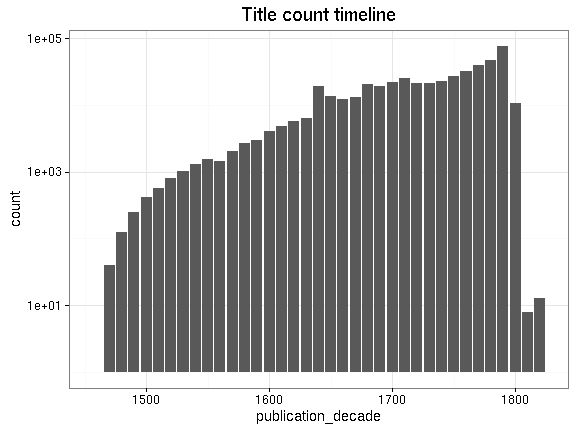 Title count timeline
1e+05
1e+03
1e+01
count
1500 1600 1700 1800
publication_decade